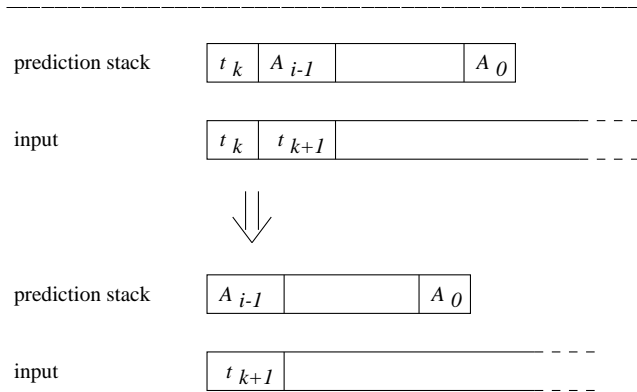 prediction stack t k A i-1 A 0
input t k t k+1
prediction stack A i-1 A 0
input t k+1